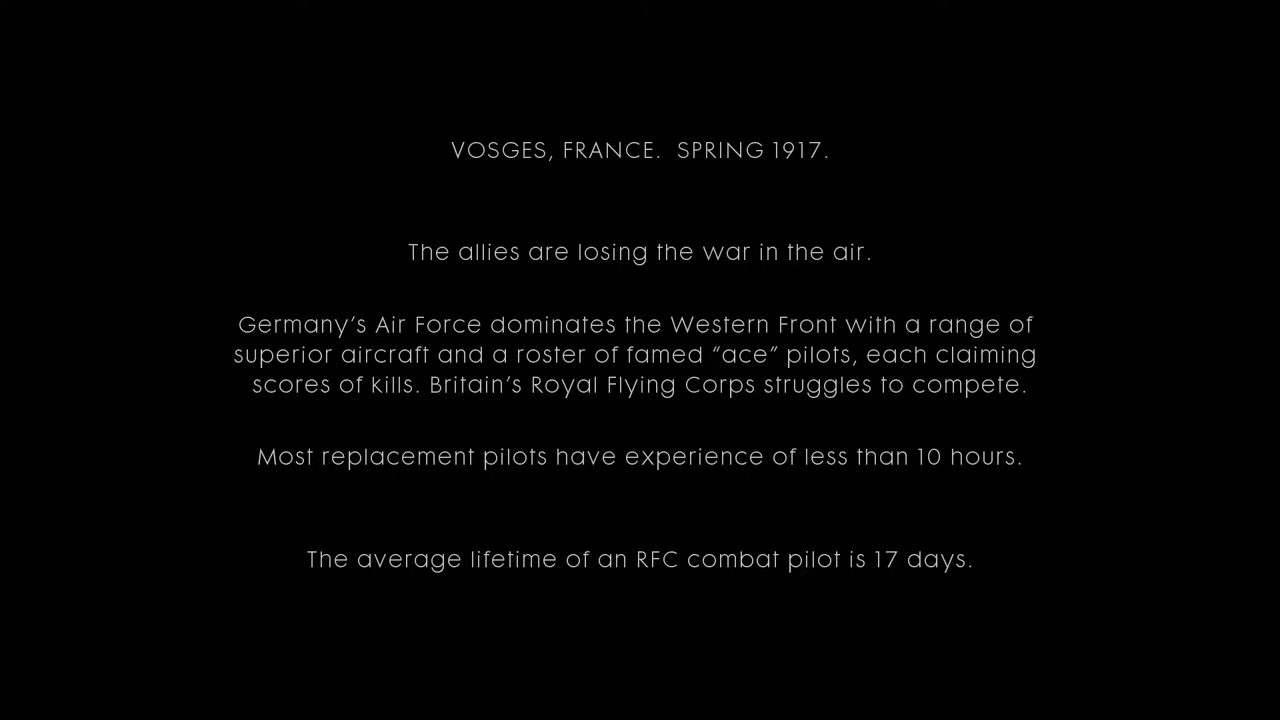 VOSGES, FRANCE.  SPRING 1917.
The allies are losing the war in the air.
Germany’s Air Force dominates the Western Front with a range of
superior aircraft and a roster of famed “ace” pilots, each claiming
scores of kills. Britain’s Royal Flying Corps struggles to compete.
Most replacement pilots have experience of less than 10 hours.
The average lifetime of an RFC combat pilot is 17 days.